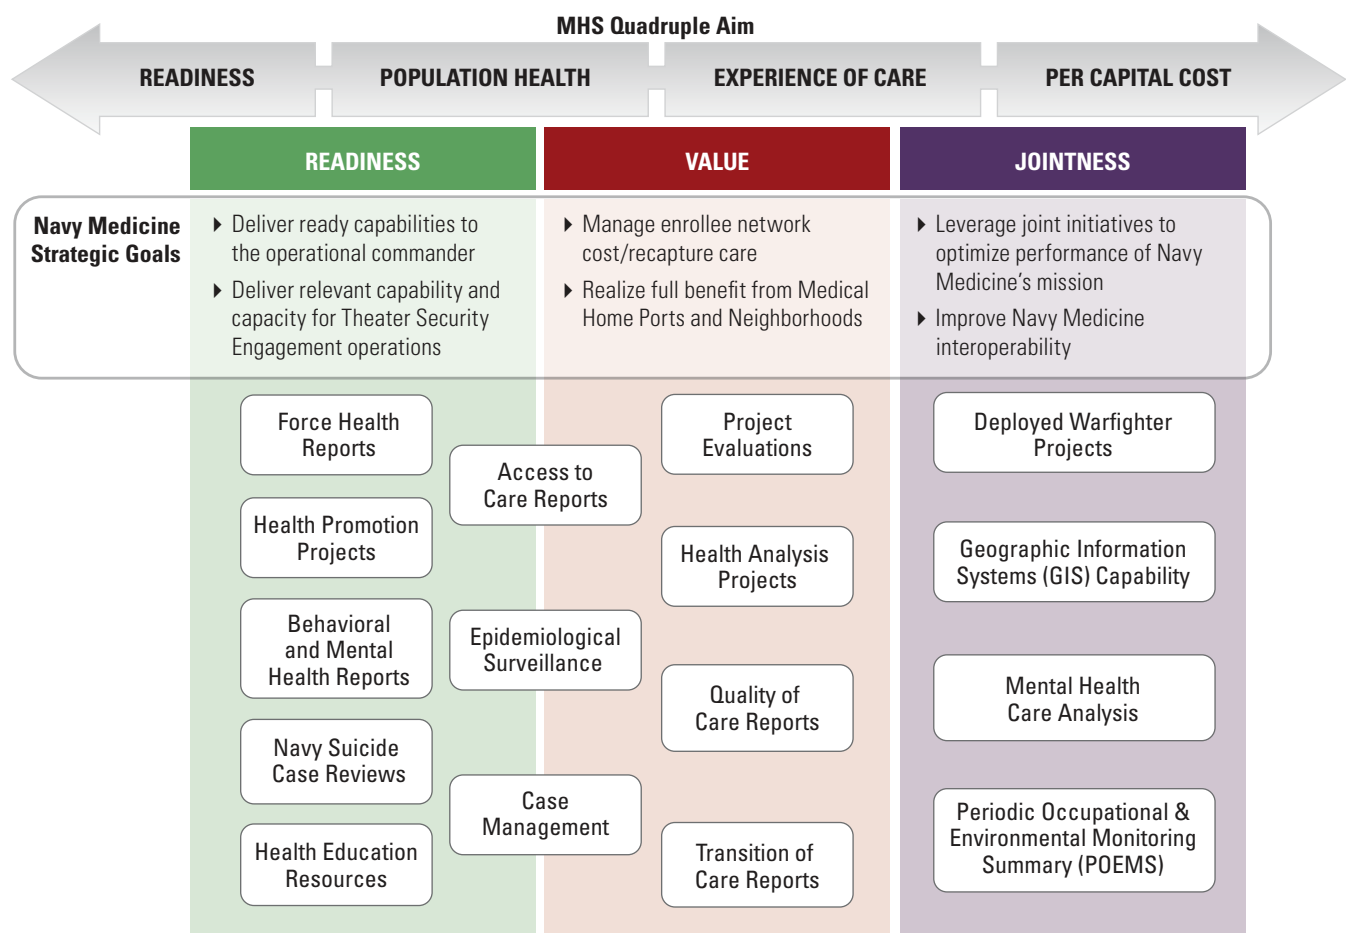 MHS Quadruple Aim
READINESS
POPULATION HEALTH
EXPERIENCE OF CARE
PER CAPITAL COST
READINESS
VALUE
JOINTNESS
Navy Medicine
Strategic Goals
Deliver ready capabilities to
the operational commander
Deliver relevant capability and
capacity for Theater Security
Engagement operations
Manage enrollee network
cost/recapture care
Realize full benefit from Medical
Home Ports and Neighborhoods
Leverage joint initiatives to
optimize performance of Navy
Medicine’s mission
Improve Navy Medicine
interoperability
Force Health
Reports
Health Promotion
Projects
Behavioral
and Mental
Health Reports
Navy Suicide
Case Reviews
Health Education
Resources
Access to
Care Reports
Epidemiological
Surveillance
Case
Management
Project
Evaluations
Health Analysis
Projects
Quality of
Care Reports
Transition of
Care Reports
Deployed Warfighter
Projects
Geographic Information
Systems (GIS) Capability
Mental Health
Care Analysis
Periodic Occupational &
Environmental Monitoring
Summary (POEMS)